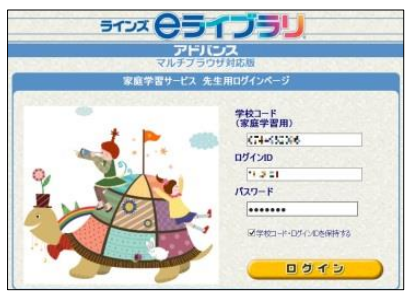 ラインズ eライブラリ
アドバンス
マルチブラウザ対応版
家庭学習サービス 先生用ログインページ
学校コード
(家庭学習用)
ログインID
パスワード
●●●●●●●
学校コード・ログインIDを保持する
ログイン